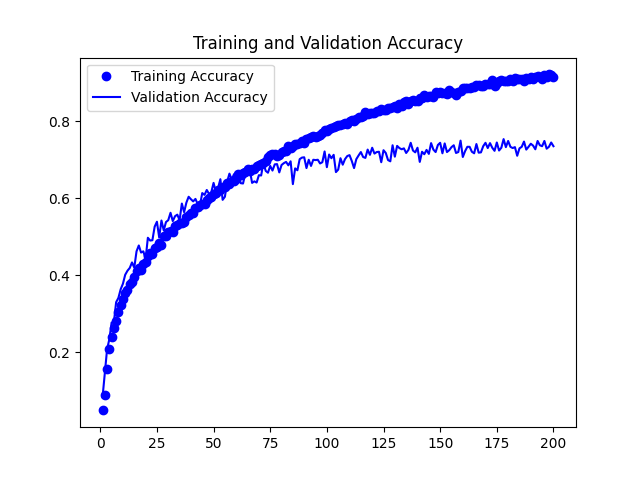 Training and Validation Accuracy
Training Accuracy
Validation Accuracy
0.8
0.6
0.4
0.2
0 25 50 75 100 125 150 175 200